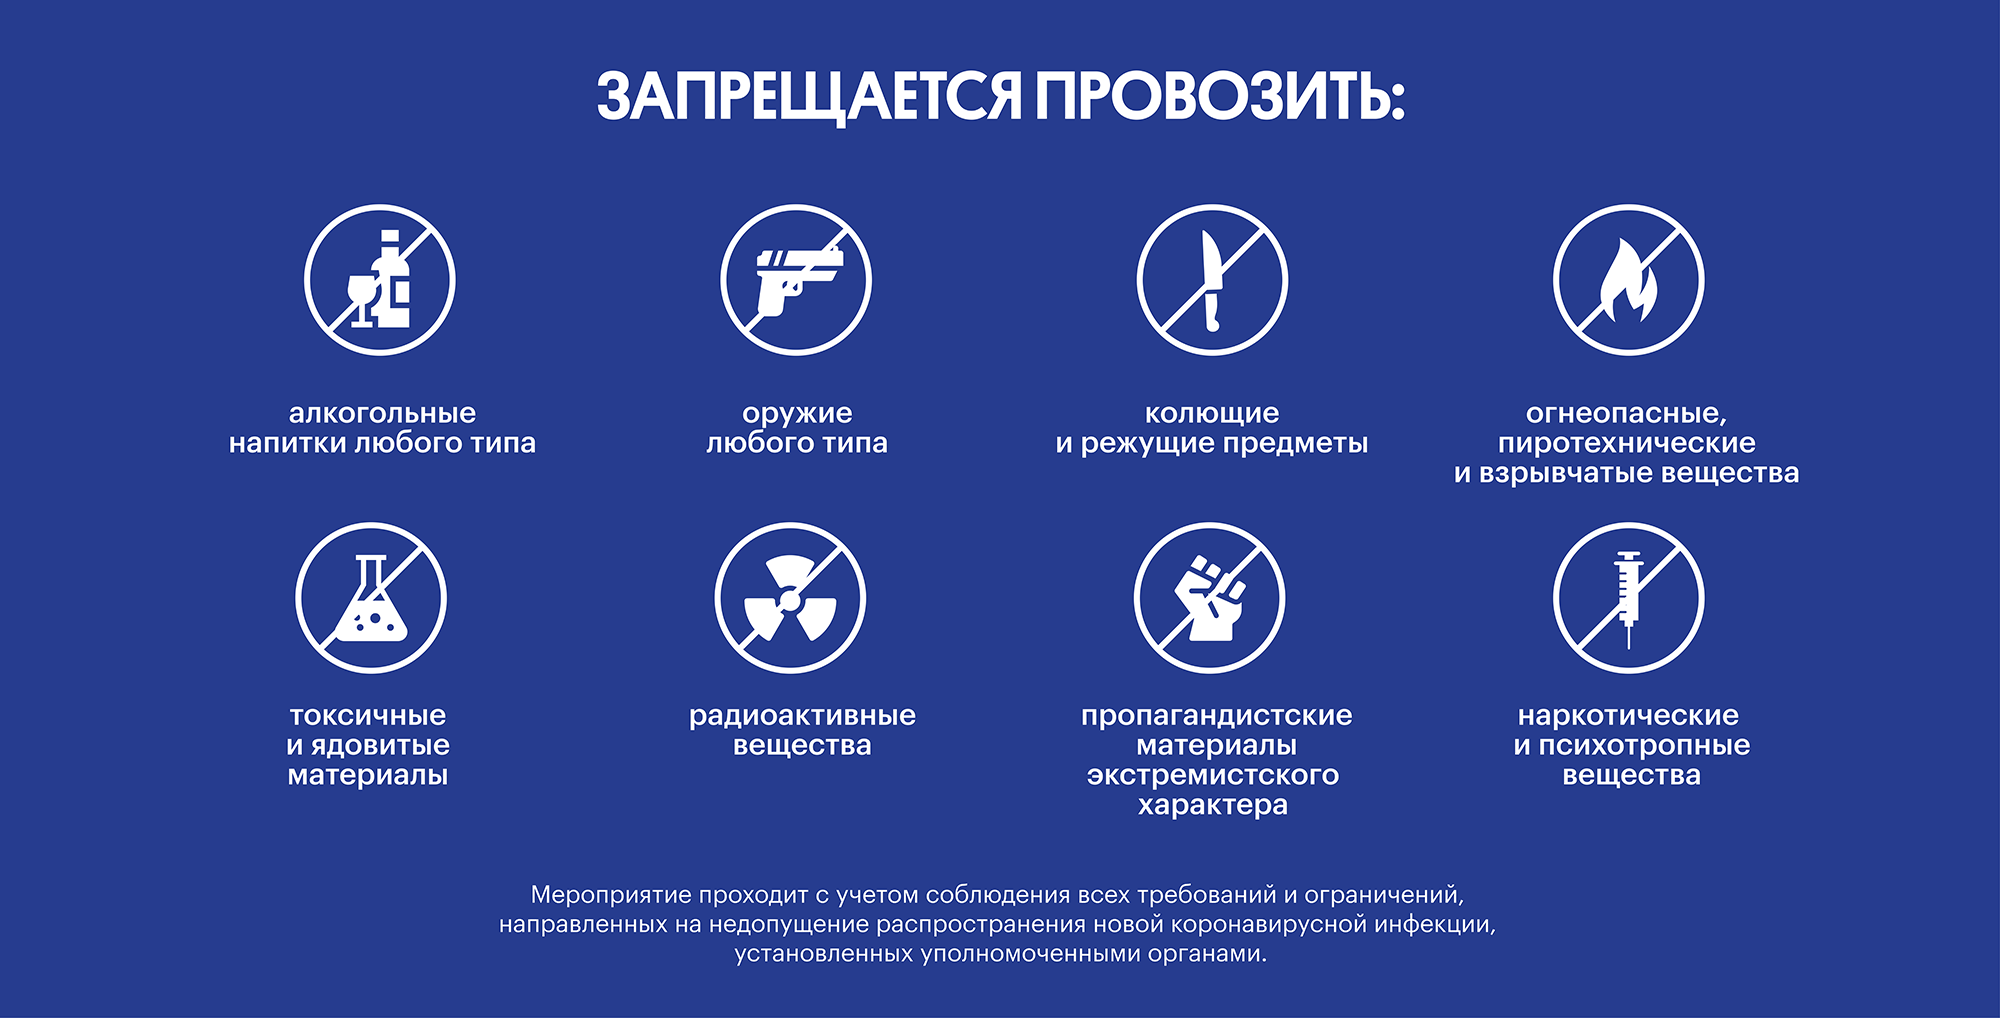 ЗАПРЕЩАЕТСЯ ПРОВОЗИТЬ:
алкогольные
напитки любого типа
оружие
любого типа
колющие
и режущие предметы
огнеопасные,
пиротехнические
и взрывчатые вещества
токсичные
и ядовитые
материалы
радиоактивные
вещества
пропагандистские
материалы
экстремистского
характера
наркотические
и психотропные
вещества
Мероприятие проходит с учетом соблюдения всех требований и ограничений,
направленных на недопущение распространения новой коронавирусной инфекции,
установленных уполномоченными органами.